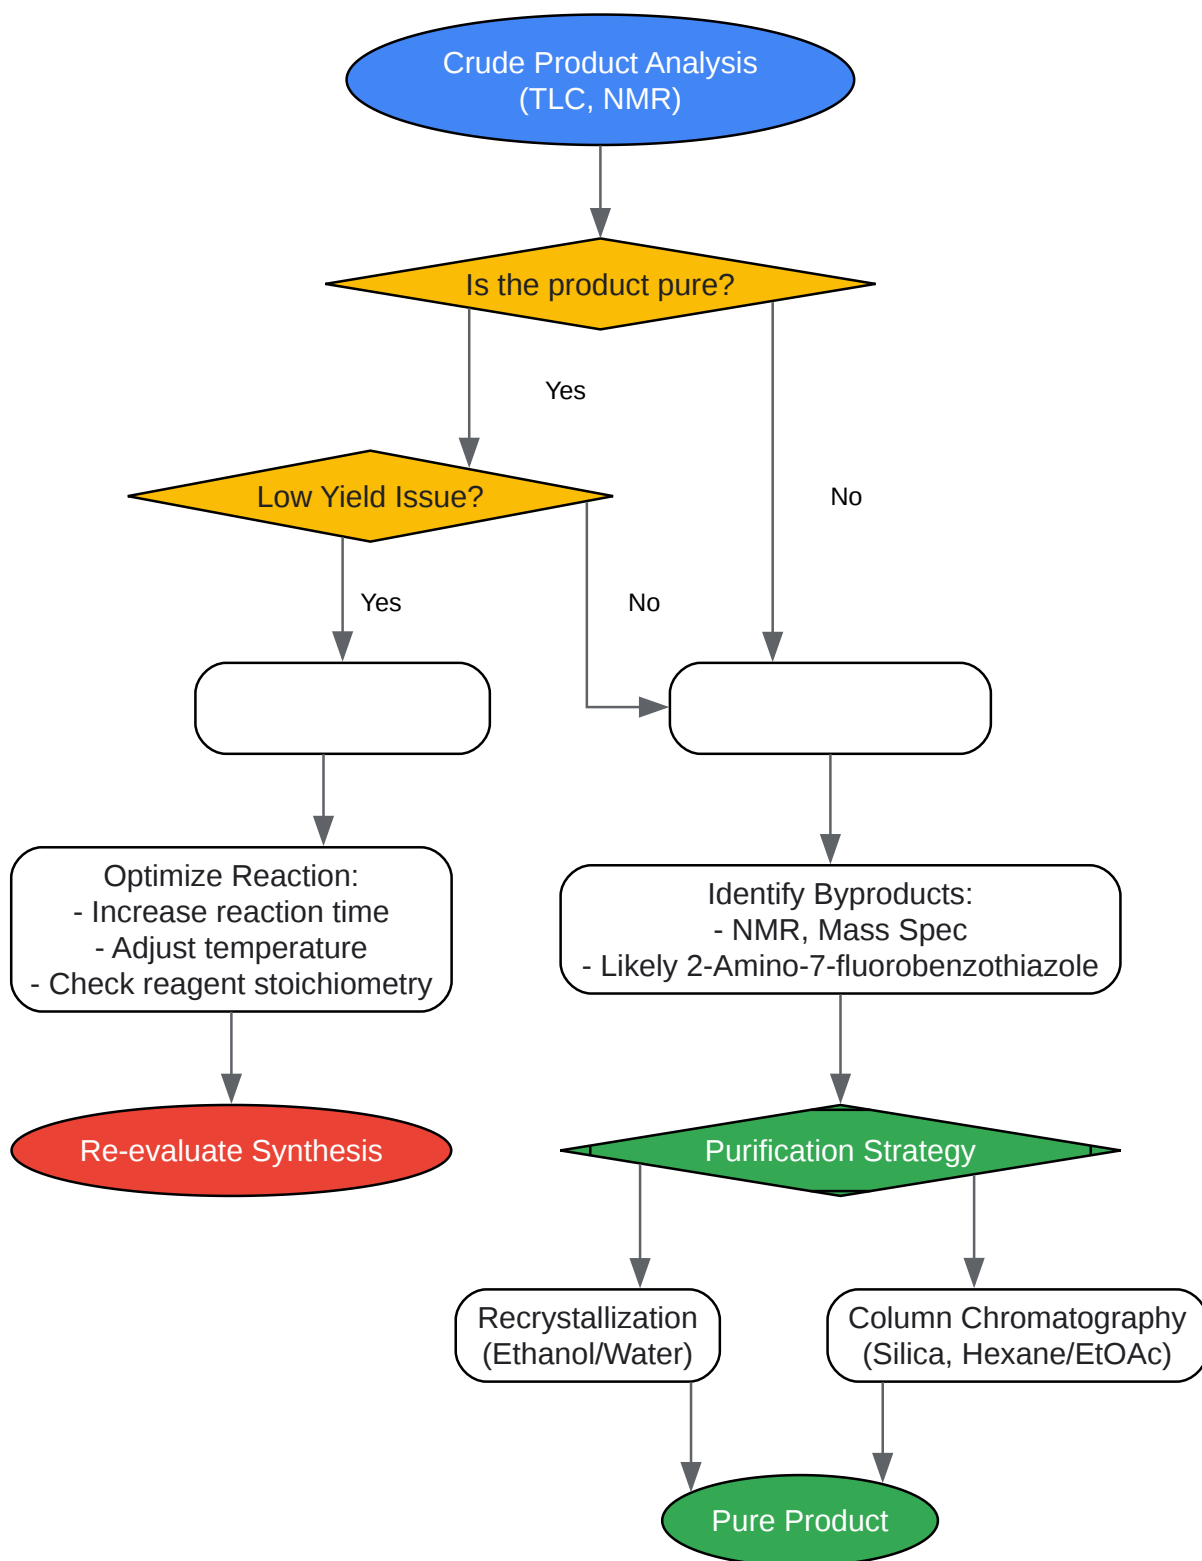 Crude Product Analysis
(TLC, NMR)
Is the product pure?
Yes
Low Yield Issue?
No
Yes
No
Optimize Reaction:
- Increase reaction time
- Adjust temperature
- Check reagent stoichiometry
Identify Byproducts:
- NMR, Mass Spec
- Likely 2-Amino-7-fluorobenzothiazole
Re-evaluate Synthesis
Purification Strategy
Recrystallization
(Ethanol/Water)
Column Chromatography
(Silica, Hexane/EtOAc)
Pure Product